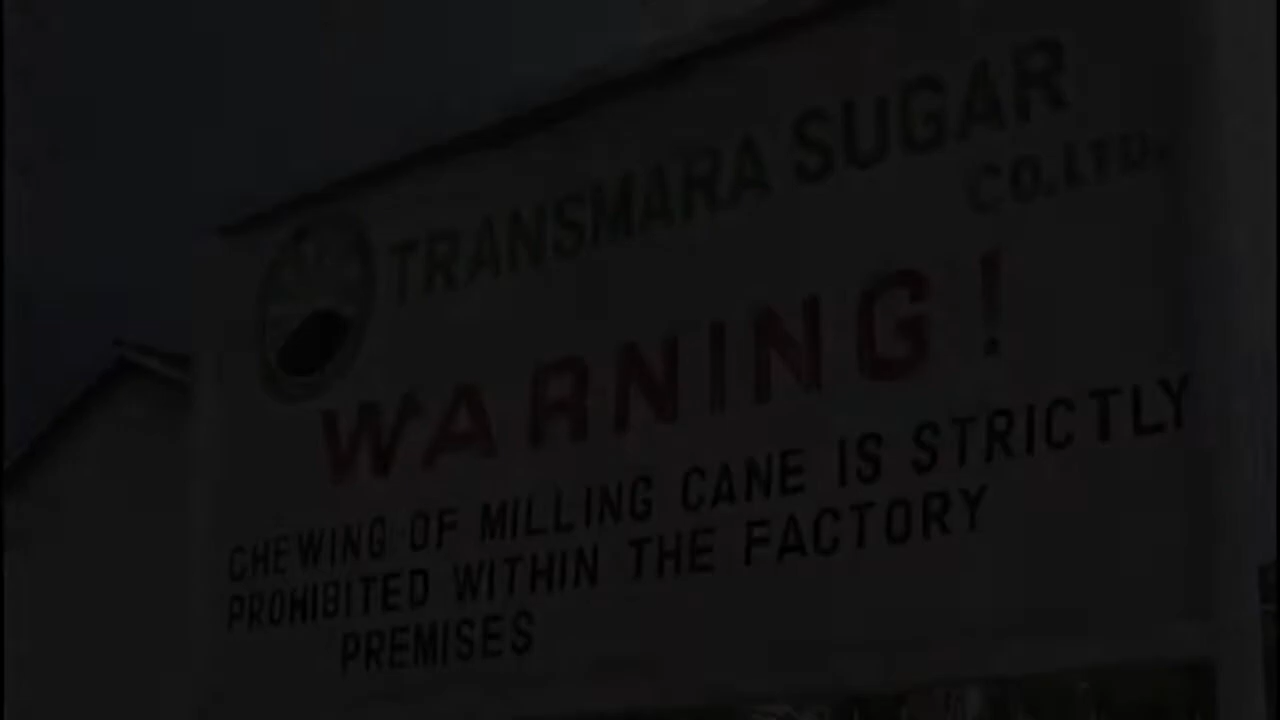 TRANSMARA SUGAR
CO. LTD.
WARNING!
CHEWING OF MILLING CANE IS STRICTLY
PROHIBITED WITHIN THE FACTORY
PREMISES